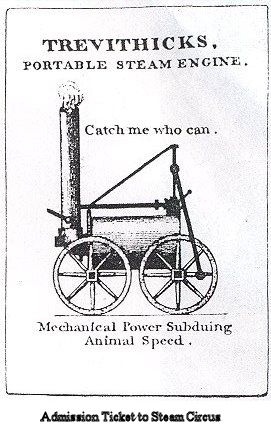 TREVITHICKS,
PORTABLE STEAM ENGINE.
Catch me who can.
Mechanical Power Subduing
Animal Speed.
Admission Ticket to Steam Circus